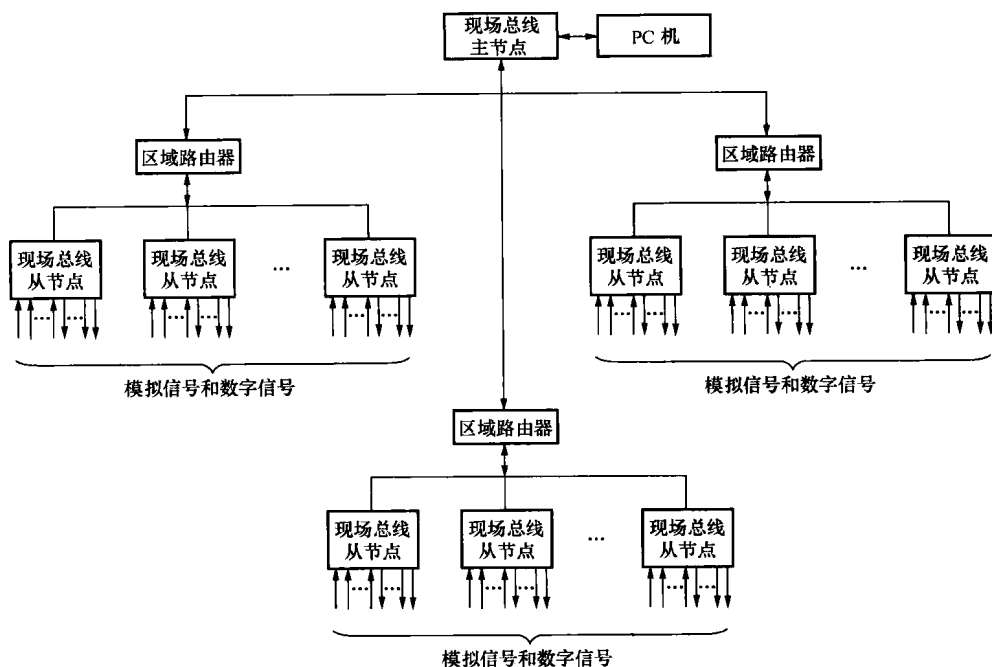 现场总线
主节点
PC 机
区域路由器
区域路由器
现场总线
从节点
现场总线
从节点
...
现场总线
从节点
现场总线
从节点
现场总线
从节点
...
现场总线
从节点
模拟信号和数字信号
模拟信号和数字信号
区域路由器
现场总线
从节点
现场总线
从节点
...
现场总线
从节点
模拟信号和数字信号